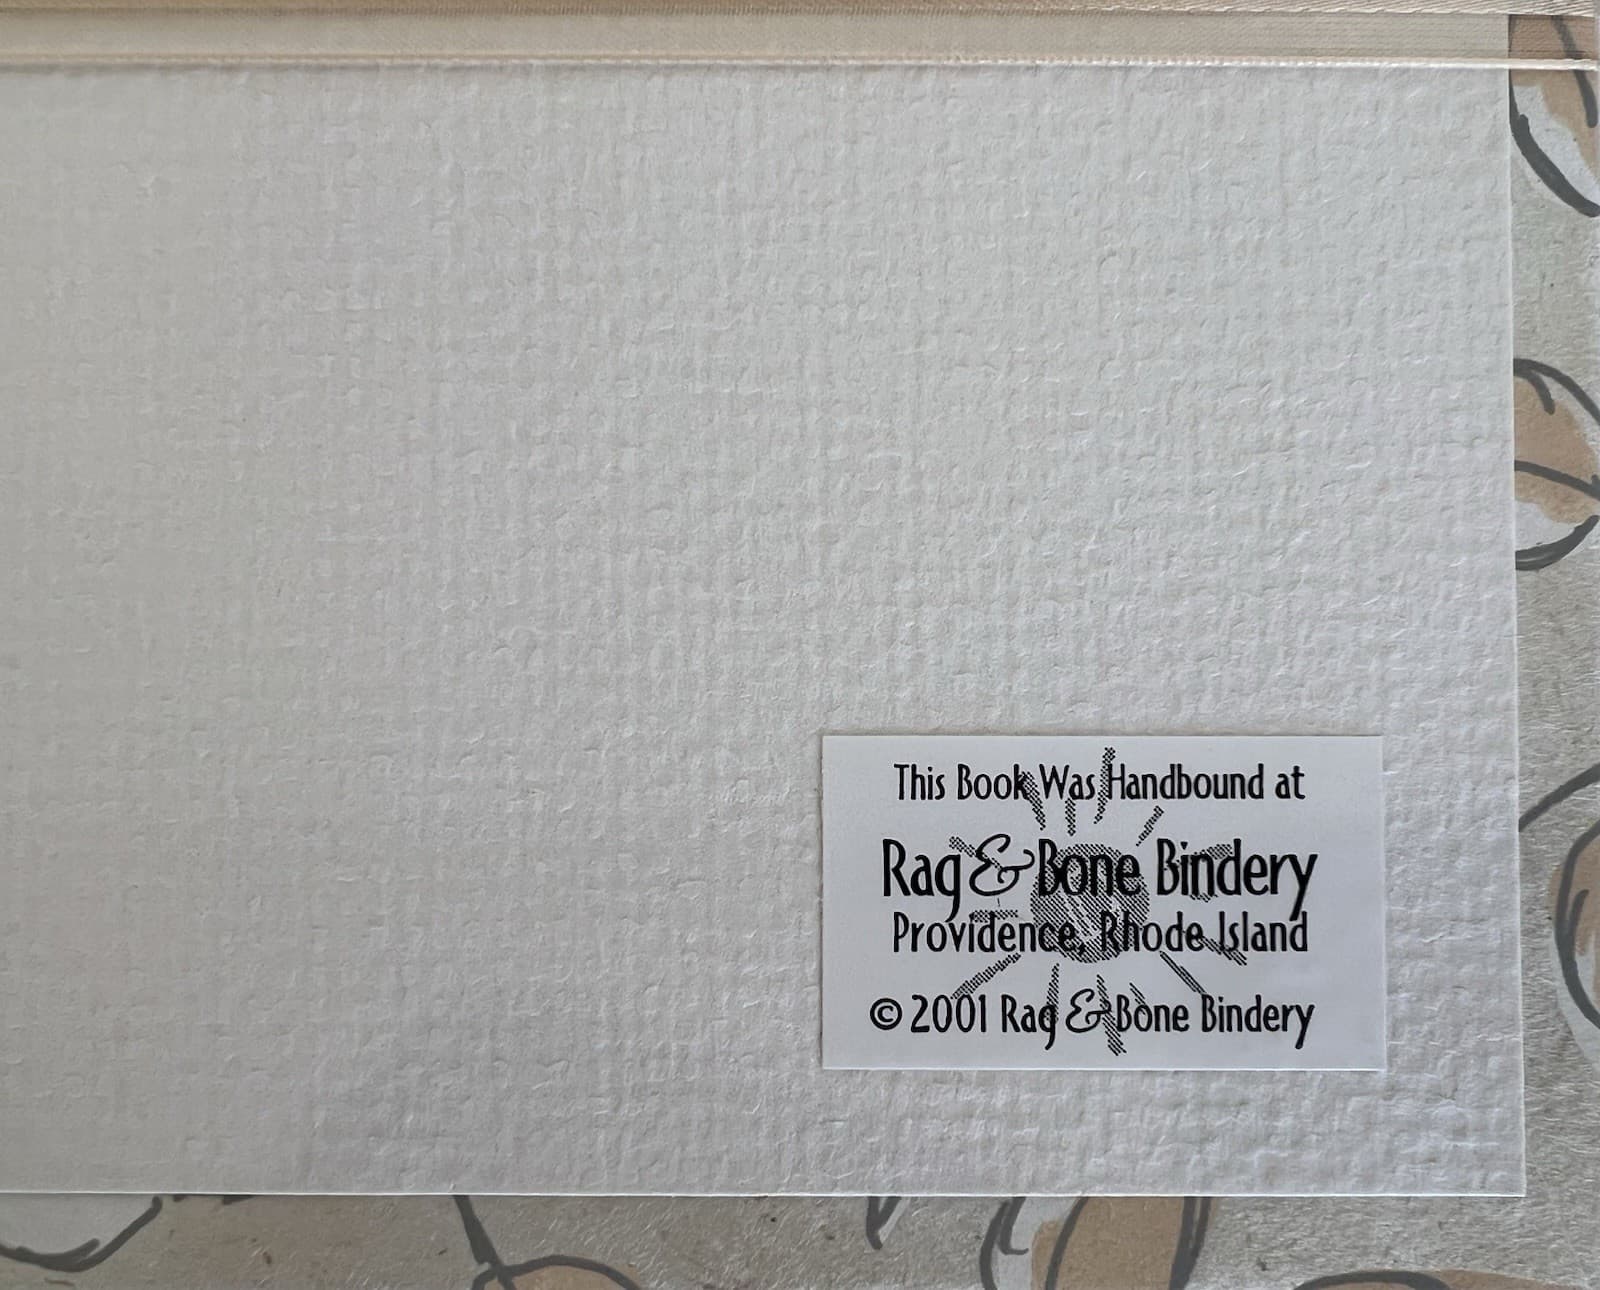 This Book Was Handbound at
Rag & Bone Bindery
Providence, Rhode Island
© 2001 Rag & Bone Bindery